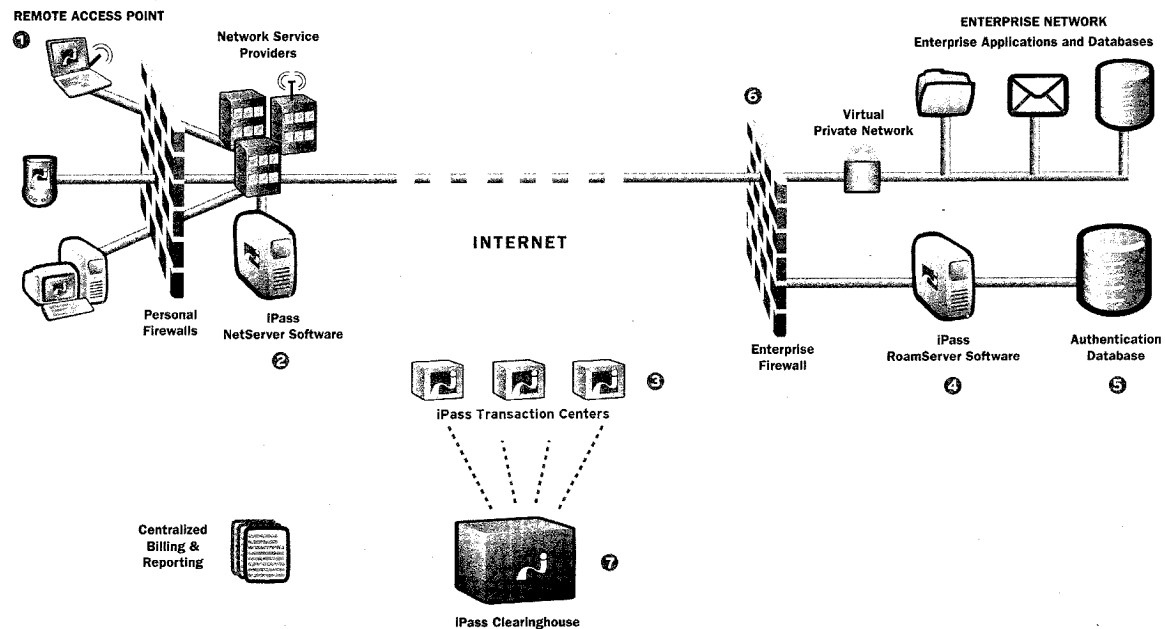 REMOTE ACCESS POINT
1
Network Service
Providers
ENTERPRISE NETWORK
Enterprise Applications and Databases
6
Virtual
Private Network
INTERNET
Personal
Firewalls
iPass
NetServer Software
2
Enterprise
Firewall
iPass
RoamServer Software
4
Authentication
Database
5
3
iPass Transaction Centers
Centralized
Billing &
Reporting
7
iPass Clearinghouse